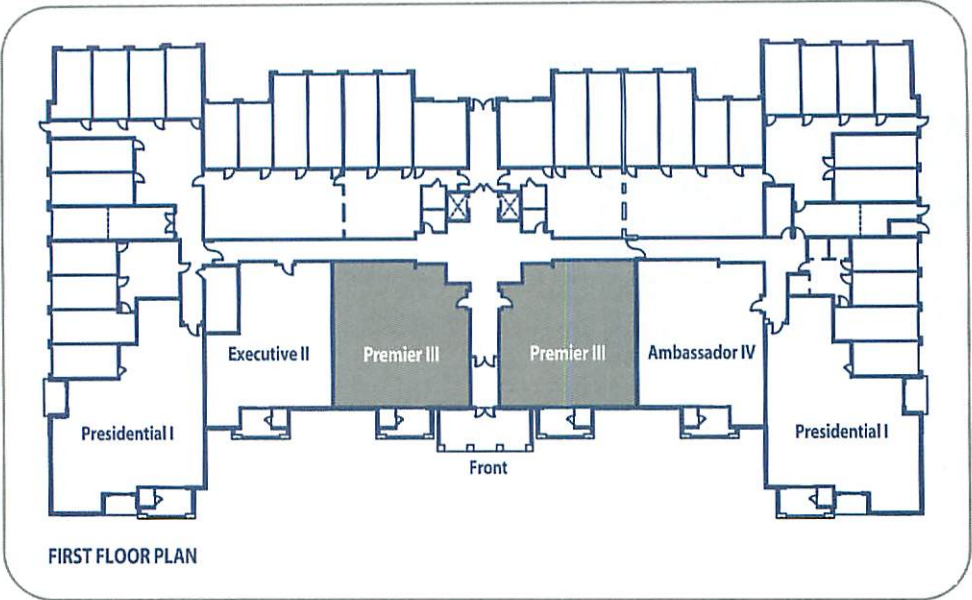 Executive II
Premier III
Premier III
Ambassador IV
Presidential I
Presidential I
Front
FIRST FLOOR PLAN